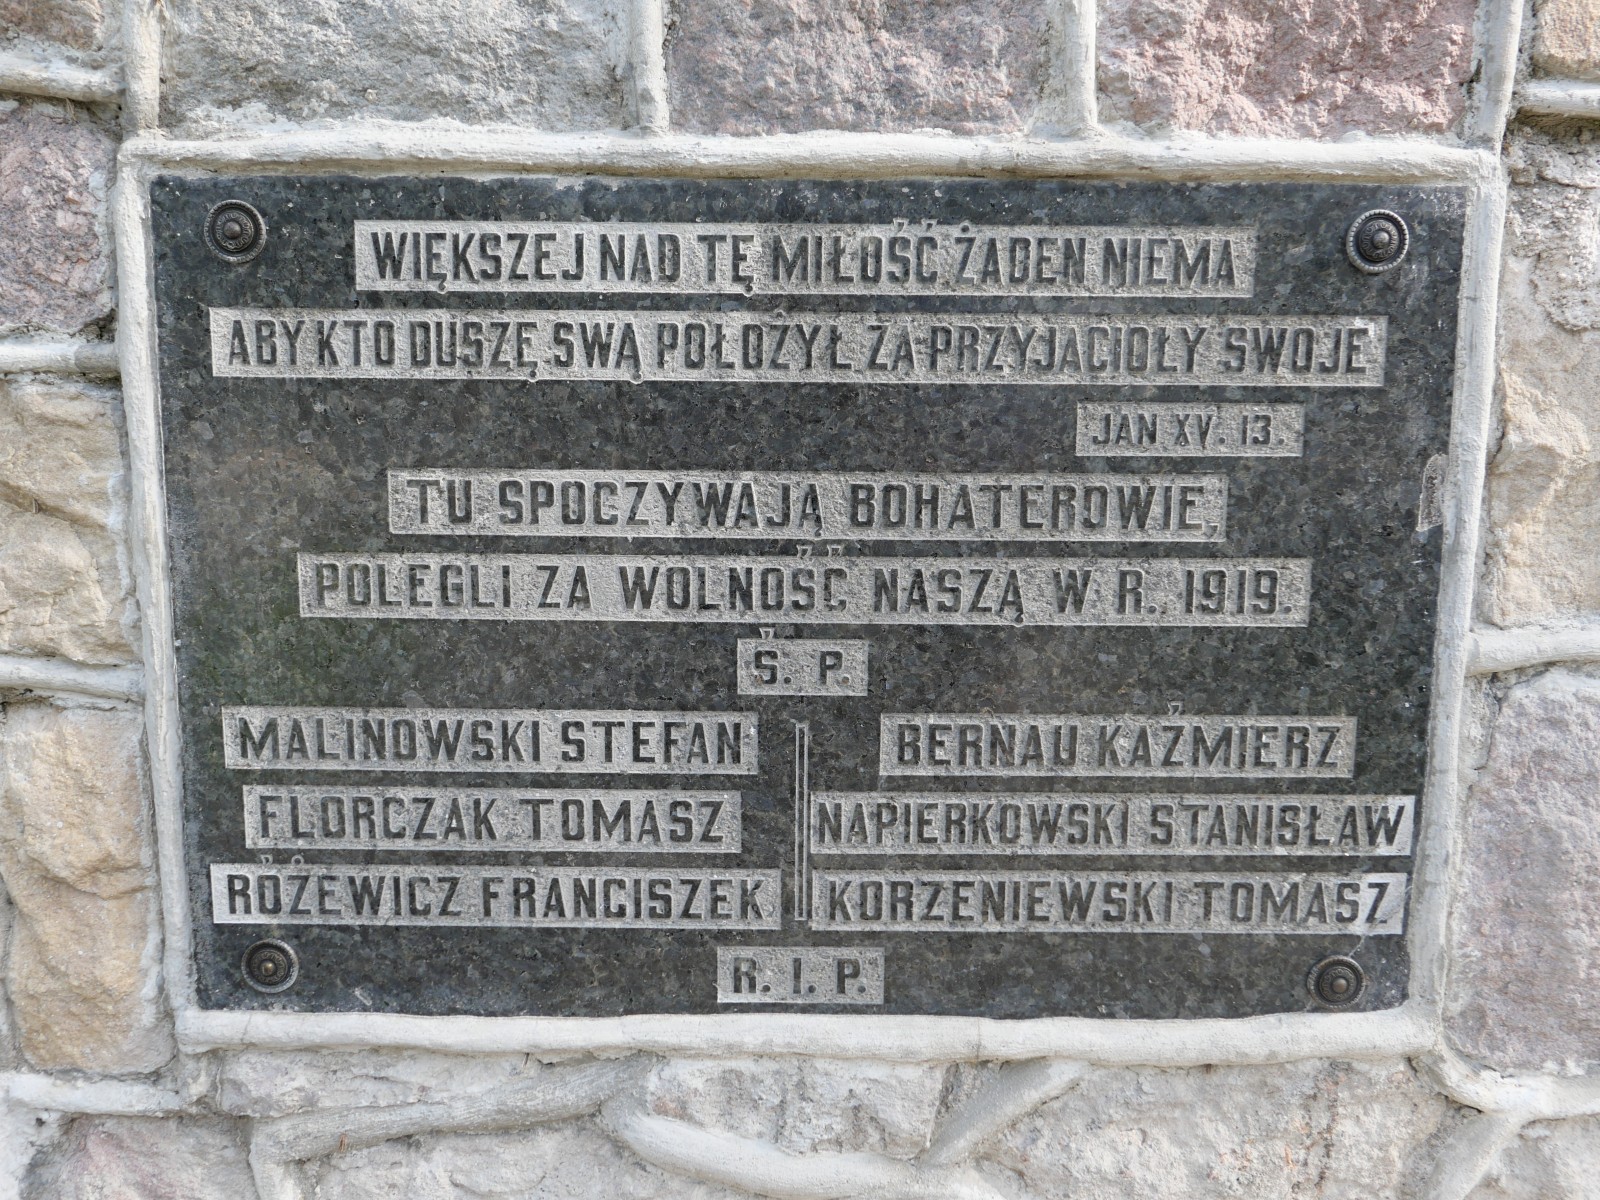 WIĘKSZEJ NAD TĘ MIŁOŚĆ ŻADEN NIEMA
ABY KTO DUSZĘ SWĄ POŁOŻYŁ ZA PRZYJACIOŁY SWOJE
JAN XV. 13.
TU SPOCZYWAJĄ BOHATEROWIE,
POLEGLI ZA WOLNOŚĆ NASZĄ W R. 1919.
Ś. P.
MALINOWSKI STEFAN
FLORCZAK TOMASZ
RÓŻEWICZ FRANCISZEK
BERNAU KAŹMIERZ
NAPIERKOWSKI STANISŁAW
KORZENIEWSKI TOMASZ
R. I. P.